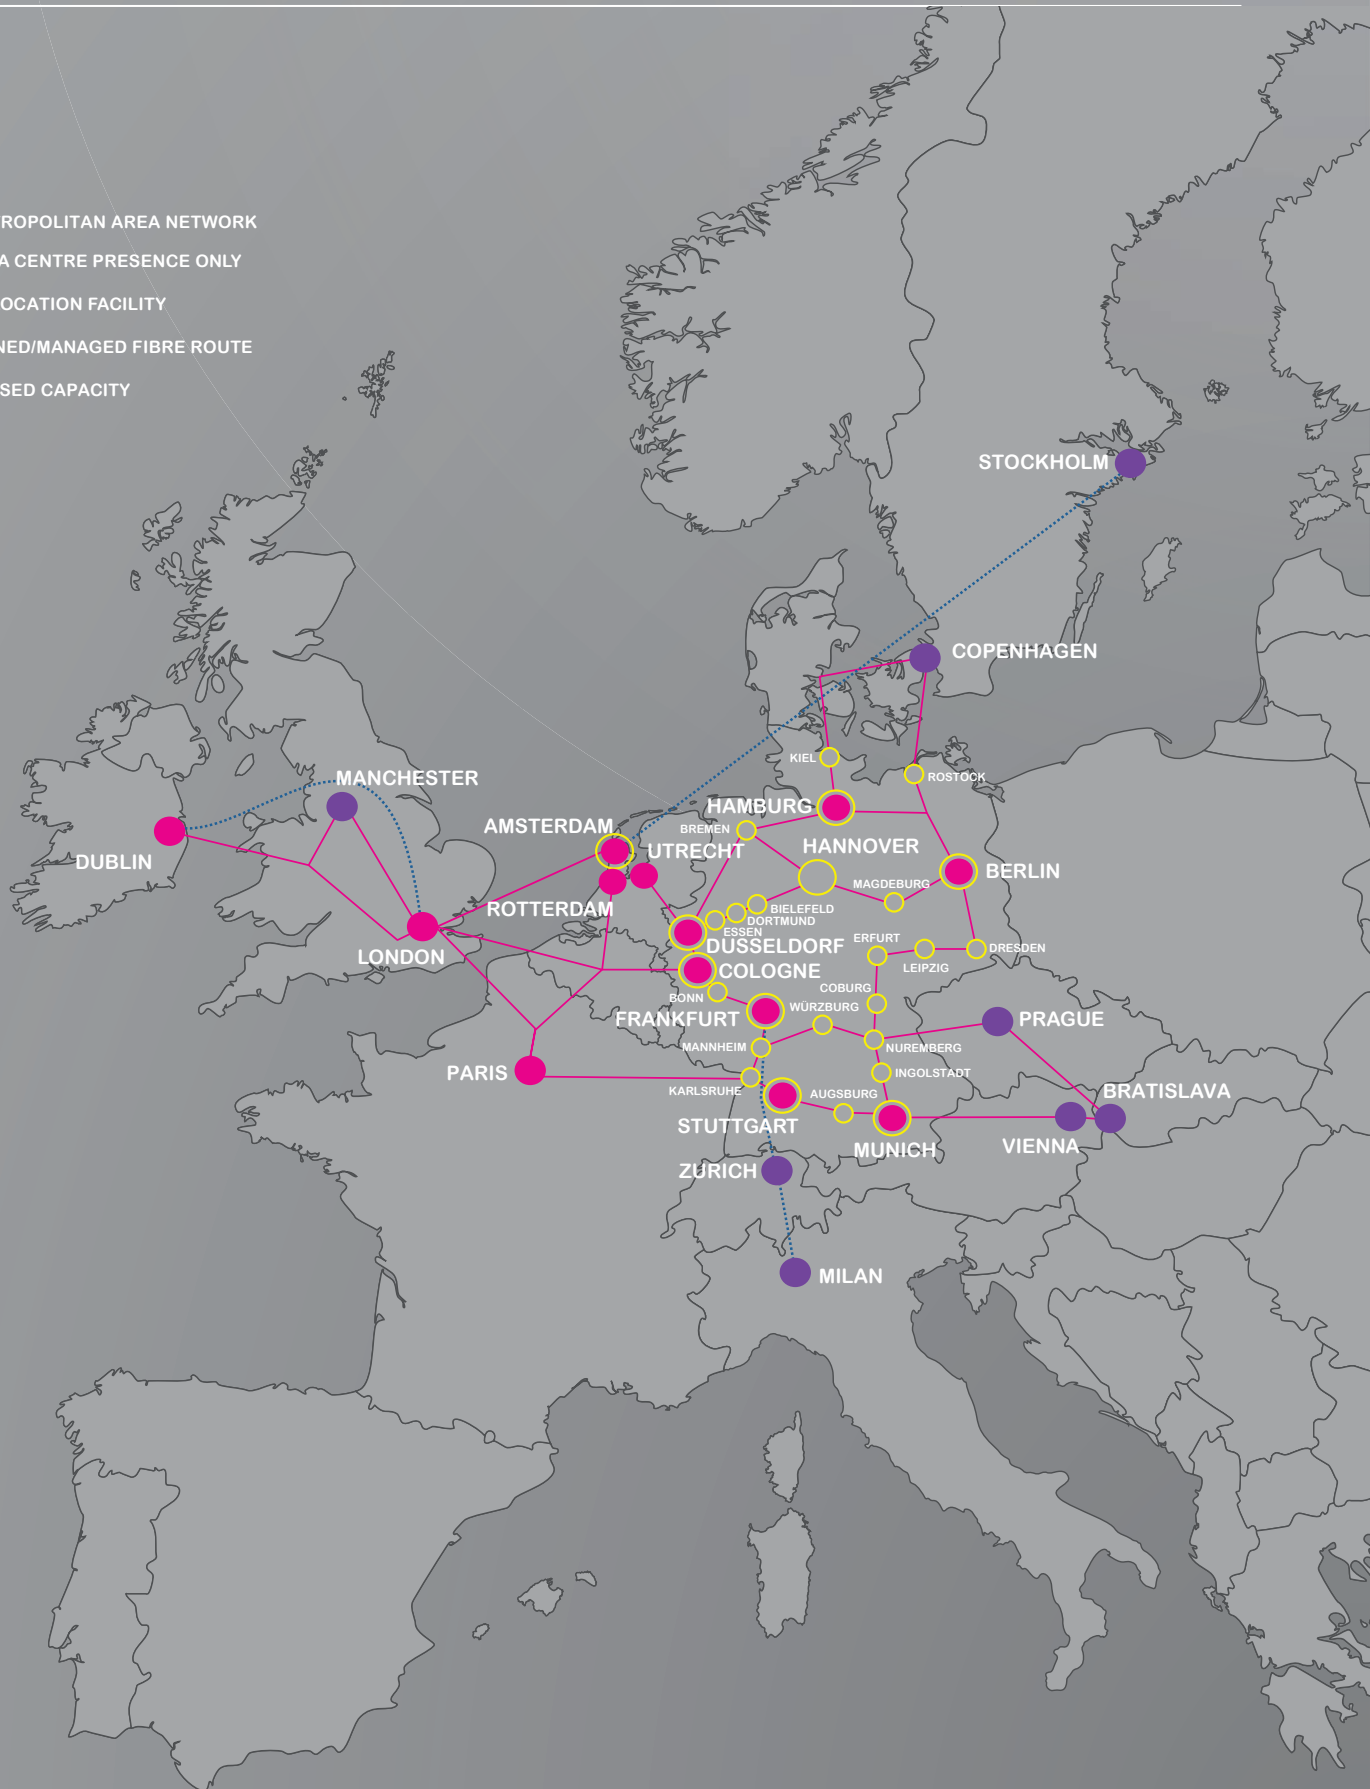 ROPOLITAN AREA NETWORK
A CENTRE PRESENCE ONLY
OCATION FACILITY
NED/MANAGED FIBRE ROUTE
SED CAPACITY
STOCKHOLM
COPENHAGEN
KIEL
ROSTOCK
MANCHESTER
HAMBURG
AMSTERDAM
BREMEN
UTRECHT
HANNOVER
DUBLIN
BERLIN
MAGDEBURG
ROTTERDAM
BIELEFELD
DORTMUND
ESSEN
DÜSSELDORF
ERFURT
DRESDEN
LONDON
LEIPZIG
COLOGNE
COBURG
BONN
WÜRZBURG
FRANKFURT
PRAGUE
MANNHEIM
NUREMBERG
PARIS
INGOLSTADT
KARLSRUHE
AUGSBURG
BRATISLAVA
STUTTGART
VIENNA
MUNICH
ZURICH
MILAN